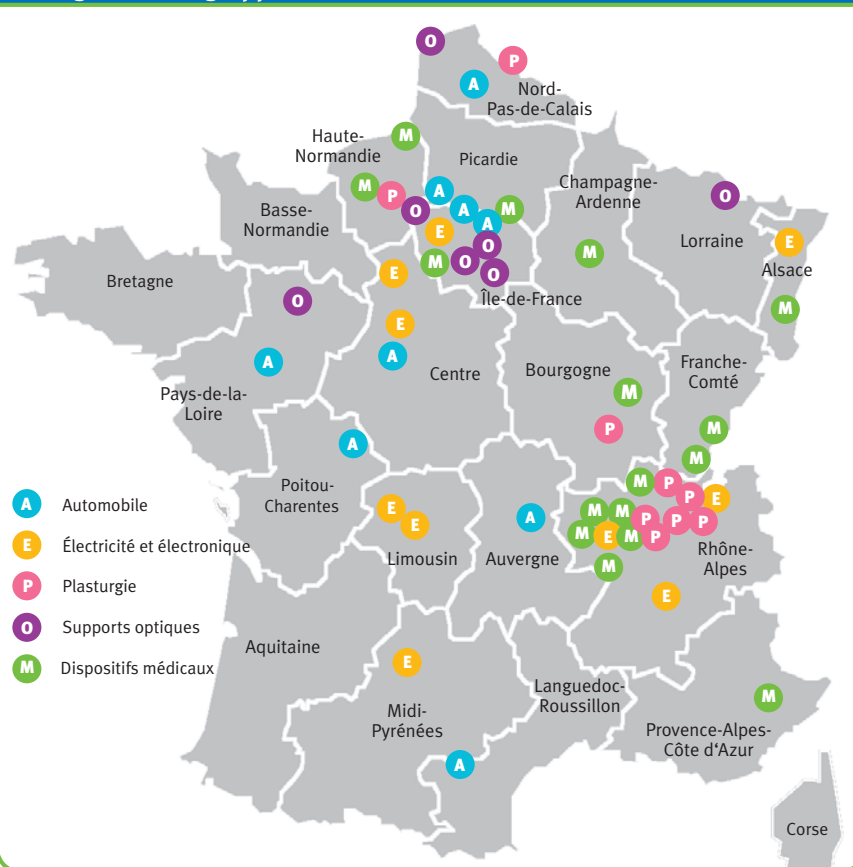 O
P
A
Nord-
Pas-de-Calais
M
Haute-
Normandie
Picardie
M
P
O
A
A
M
A
Champagne-
Ardenne
O
Basse-
Normandie
E
O
Lorraine
E
Alsace
M
O
O
M
Bretagne
E
Île-de-France
O
M
E
A
Centre
Bourgogne
Franche-
Comté
A
Pays-de-la-
Loire
M
P
M
M
A
Poitou-
Charentes
E
E
Limousin
A
Auvergne
M
P
P
E
M
M
P
P
P
M
E
M
P
M
Rhône-
Alpes
E
A Automobile
E Électricité et électronique
P Plasturgie
O Supports optiques
M Dispositifs médicaux
Aquitaine
E
Midi-
Pyrénées
Languedoc-
Roussillon
M
Provence-Alpes-
Côte d'Azur
A
Corse